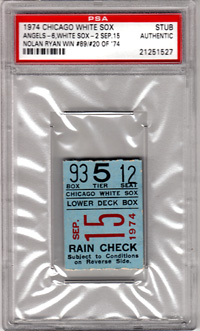 PSA
1974 CHICAGO WHITE SOX STUB
ANGELS-6,WHITE SOX-2 SEP.15 AUTHENTIC
NOLAN RYAN WIN #89/#20 OF '74 21251527
93 5 12
BOX TIER SEAT
CHICAGO WHITE SOX
LOWER DECK BOX
SEP. 15 1974
RAIN CHECK
Subject to Conditions
on Reverse Side.